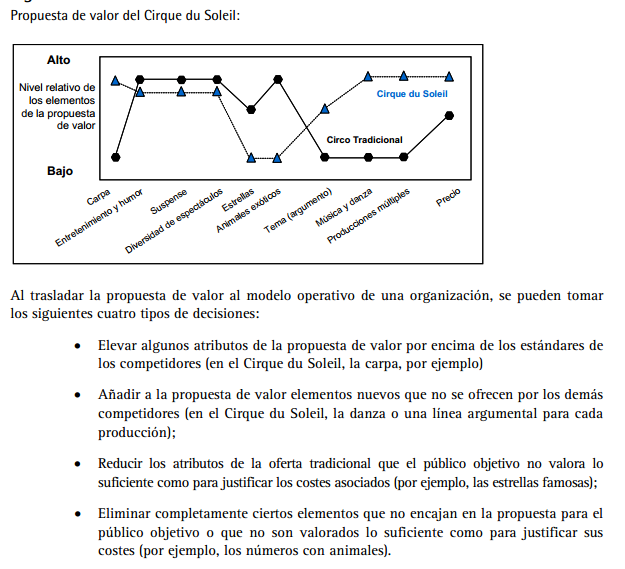 Propuesta de valor del Cirque du Soleil:
Alto
Nivel relativo de
los elementos
de la propuesta
de valor
Bajo
Cirque du Soleil
Circo Tradicional
Carpa
Entretenimiento y humor
Suspense
Diversidad de espectáculos
Estrellas
Animales exóticos
Tema (argumento)
Música y danza
Producciones múltiples
Precio
Al trasladar la propuesta de valor al modelo operativo de una organización, se pueden tomar
los siguientes cuatro tipos de decisiones:
• Elevar algunos atributos de la propuesta de valor por encima de los estándares de
los competidores (en el Cirque du Soleil, la carpa, por ejemplo)
• Añadir a la propuesta de valor elementos nuevos que no se ofrecen por los demás
competidores (en el Cirque du Soleil, la danza o una línea argumental para cada
producción);
• Reducir los atributos de la oferta tradicional que el público objetivo no valora lo
suficiente como para justificar los costes asociados (por ejemplo, las estrellas famosas);
• Eliminar completamente ciertos elementos que no encajan en la propuesta para el
público objetivo o que no son valorados lo suficiente como para justificar sus
costes (por ejemplo, los números con animales).